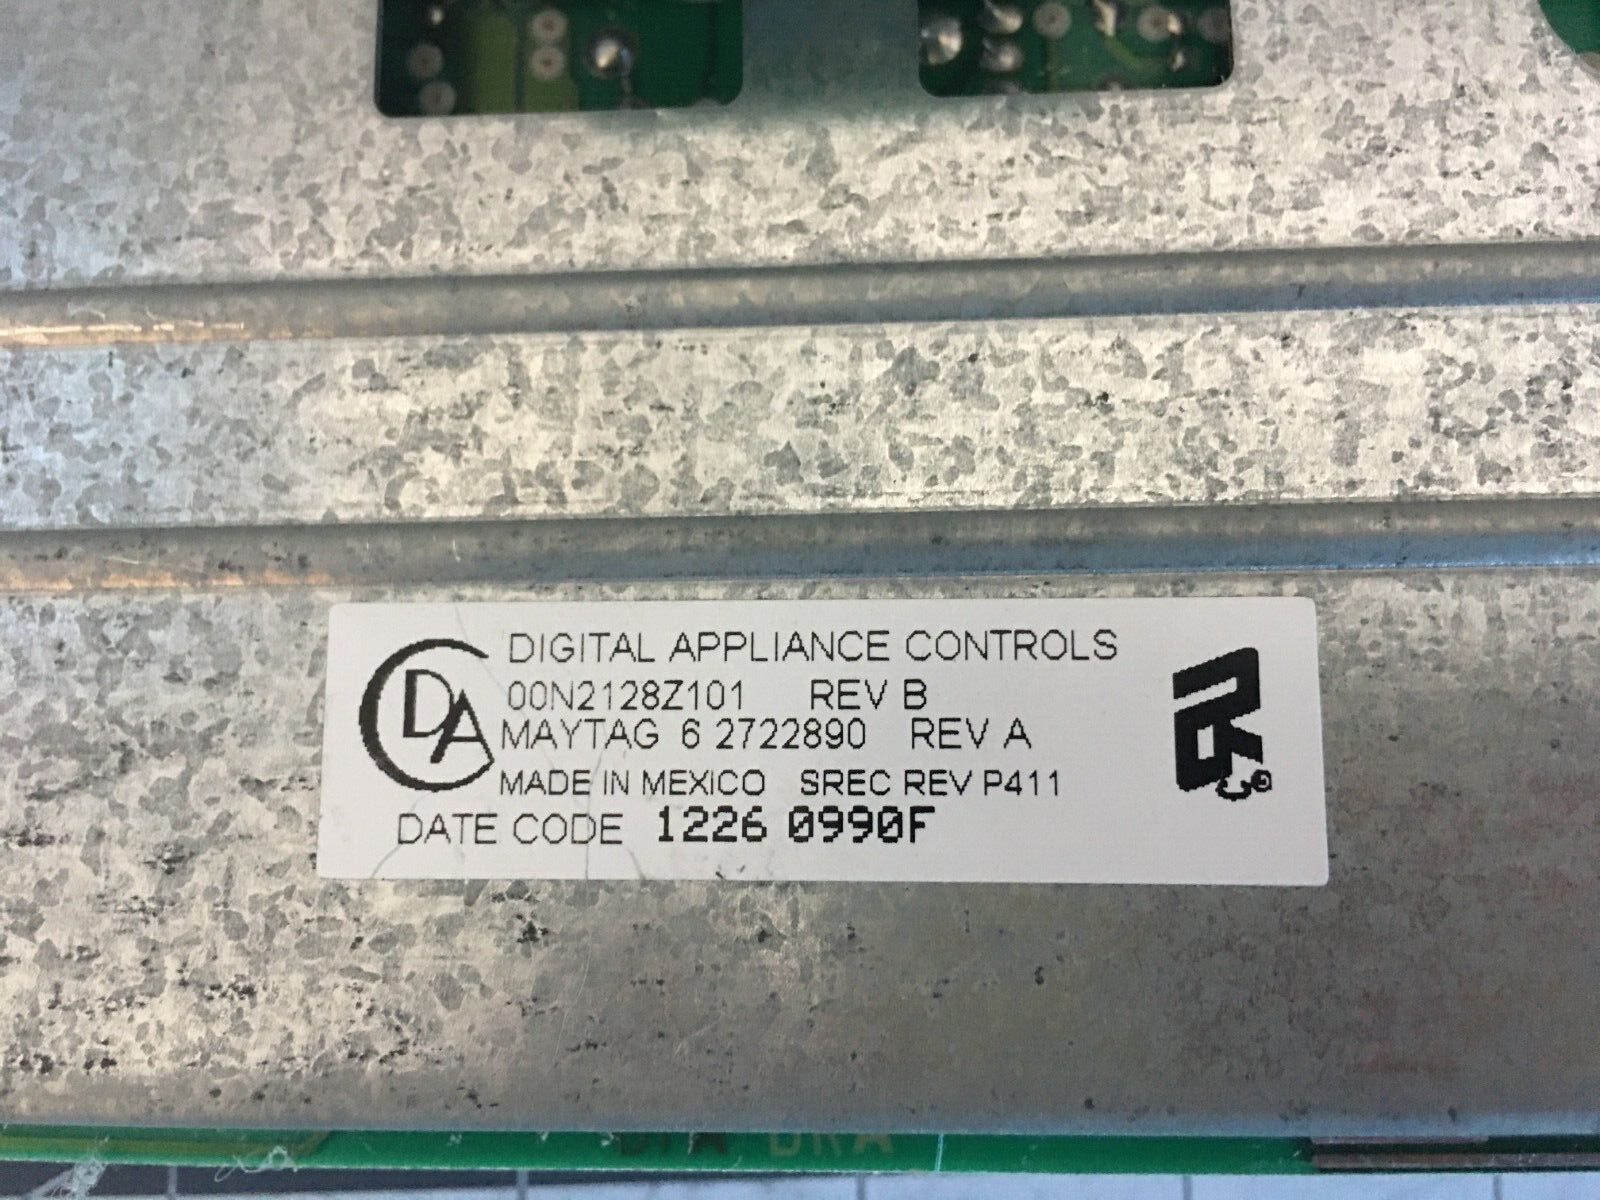 DIGITAL APPLIANCE CONTROLS
00N2128Z101 REV B
MAYTAG 6 2722890 REV A
MADE IN MEXICO SREC REV P411
DATE CODE 1226 0990F
DA